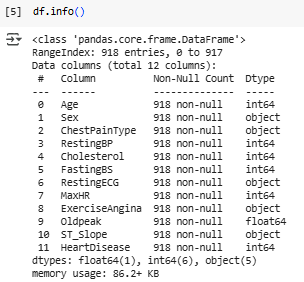 [5] df.info()
<class 'pandas.core.frame.DataFrame'>
RangeIndex: 918 entries, 0 to 917
Data columns (total 12 columns):
 #   Column          Non-Null Count  Dtype
---  ------          --------------  -----
 0   Age             918 non-null    int64
 1   Sex             918 non-null    object
 2   ChestPainType   918 non-null    object
 3   RestingBP       918 non-null    int64
 4   Cholesterol     918 non-null    int64
 5   FastingBS       918 non-null    int64
 6   RestingECG      918 non-null    object
 7   MaxHR           918 non-null    int64
 8   ExerciseAngina  918 non-null    object
 9   Oldpeak         918 non-null    float64
 10  ST_Slope        918 non-null    object
 11  HeartDisease    918 non-null    int64
dtypes: float64(1), int64(6), object(5)
memory usage: 86.2+ KB